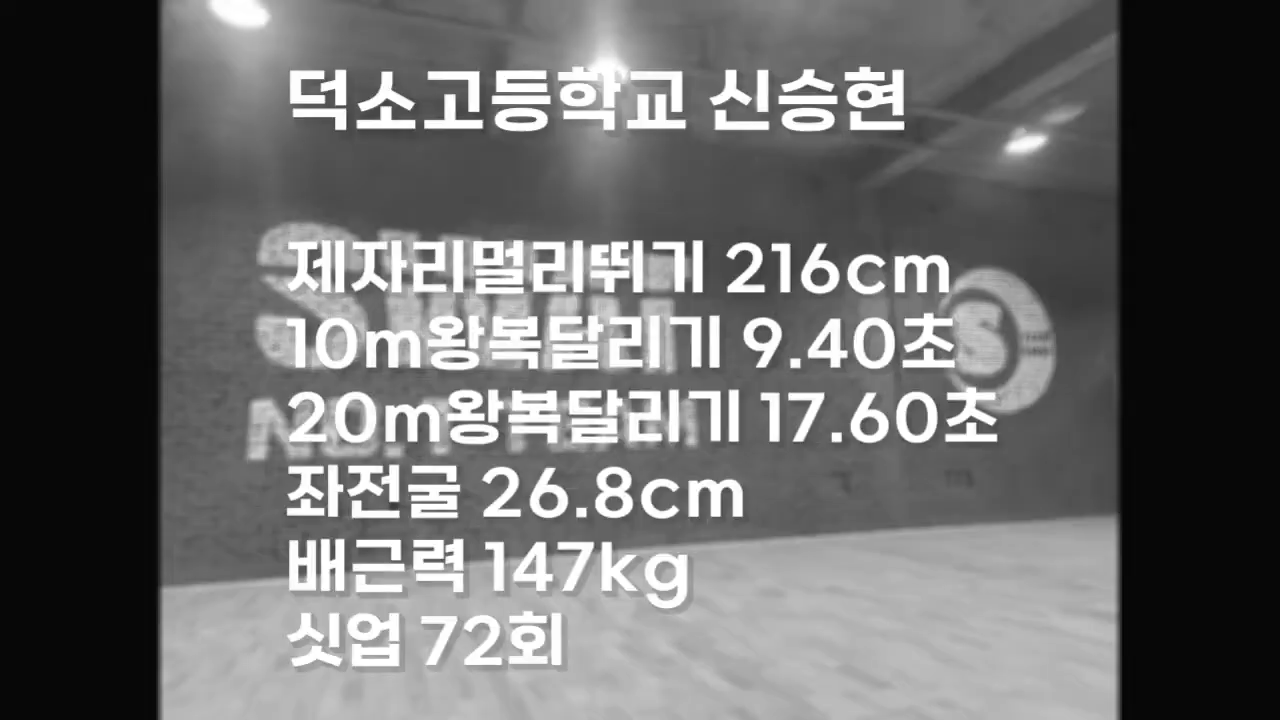 덕소고등학교 신승현
제자리멀리뛰기 216cm
10m왕복달리기 9.40초
20m왕복달리기 17.60초
좌전굴 26.8cm
배근력 147kg
싯업 72회
S